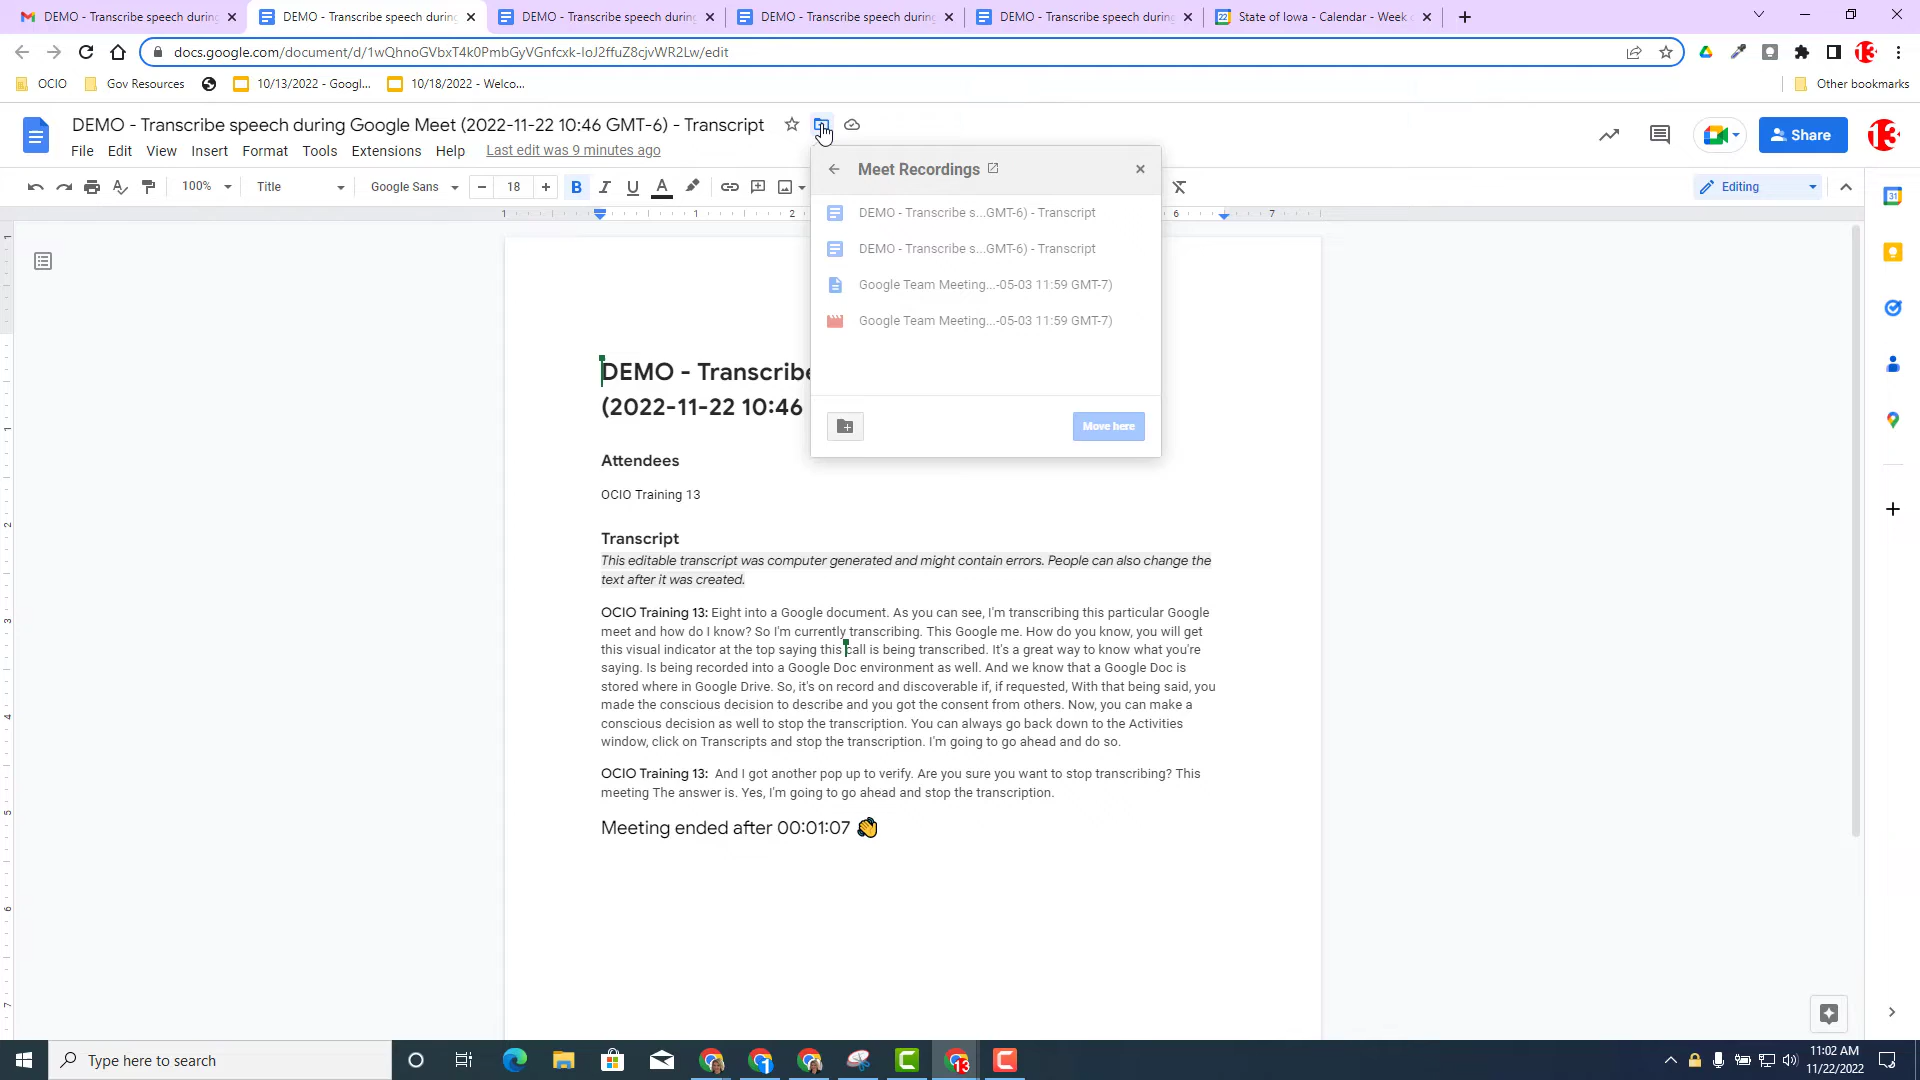 DEMO - Transcribe speech during
DEMO - Transcribe speech during
DEMO - Transcribe speech during
DEMO - Transcribe speech during
DEMO - Transcribe speech during
State of Iowa - Calendar - Week
docs.google.com/document/d/1wQhnoGVbxT4k0PmbGyVGnfcxk-IoJ2ffuZ8cjvWR2Lw/edit
OCIO
Gov Resources
10/13/2022 - Googl...
10/18/2022 - Welco...
Other bookmarks
DEMO - Transcribe speech during Google Meet (2022-11-22 10:46 GMT-6) - Transcript
File Edit View Insert Format Tools Extensions Help Last edit was 9 minutes ago
Share
13
100% Title Google Sans 18 B I U A Editing
1 1 2 6 7
Meet Recordings
DEMO - Transcribe s...GMT-6) - Transcript
DEMO - Transcribe s...GMT-6) - Transcript
Google Team Meeting...-05-03 11:59 GMT-7)
Google Team Meeting...-05-03 11:59 GMT-7)
Move here
DEMO - Transcribe
(2022-11-22 10:46
Attendees
OCIO Training 13
Transcript
This editable transcript was computer generated and might contain errors. People can also change the
text after it was created.
OCIO Training 13: Eight into a Google document. As you can see, I'm transcribing this particular Google
meet and how do I know? So I'm currently transcribing. This Google me. How do you know, you will get
this visual indicator at the top saying this call is being transcribed. It's a great way to know what you're
saying. Is being recorded into a Google Doc environment as well. And we know that a Google Doc is
stored where in Google Drive. So, it's on record and discoverable if, if requested, With that being said, you
made the conscious decision to describe and you got the consent from others. Now, you can make a
conscious decision as well to stop the transcription. You can always go back down to the Activities
window, click on Transcripts and stop the transcription. I'm going to go ahead and do so.
OCIO Training 13: And I got another pop up to verify. Are you sure you want to stop transcribing? This
meeting The answer is. Yes, I'm going to go ahead and stop the transcription.
Meeting ended after 00:01:07 👏
Type here to search
11:02 AM
11/22/2022